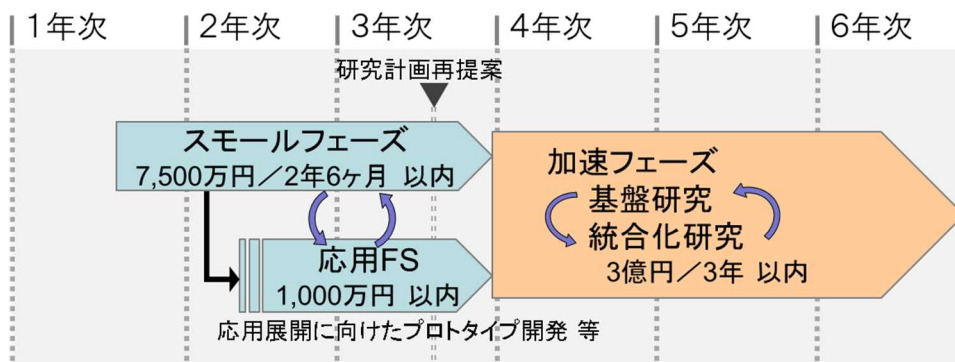 1年次
2年次
3年次
4年次
5年次
6年次
研究計画再提案
スモールフェーズ
7,500万円／2年6ヶ月 以内
応用FS
1,000万円 以内
応用展開に向けたプロトタイプ開発 等
加速フェーズ
基盤研究
統合化研究
3億円／3年 以内